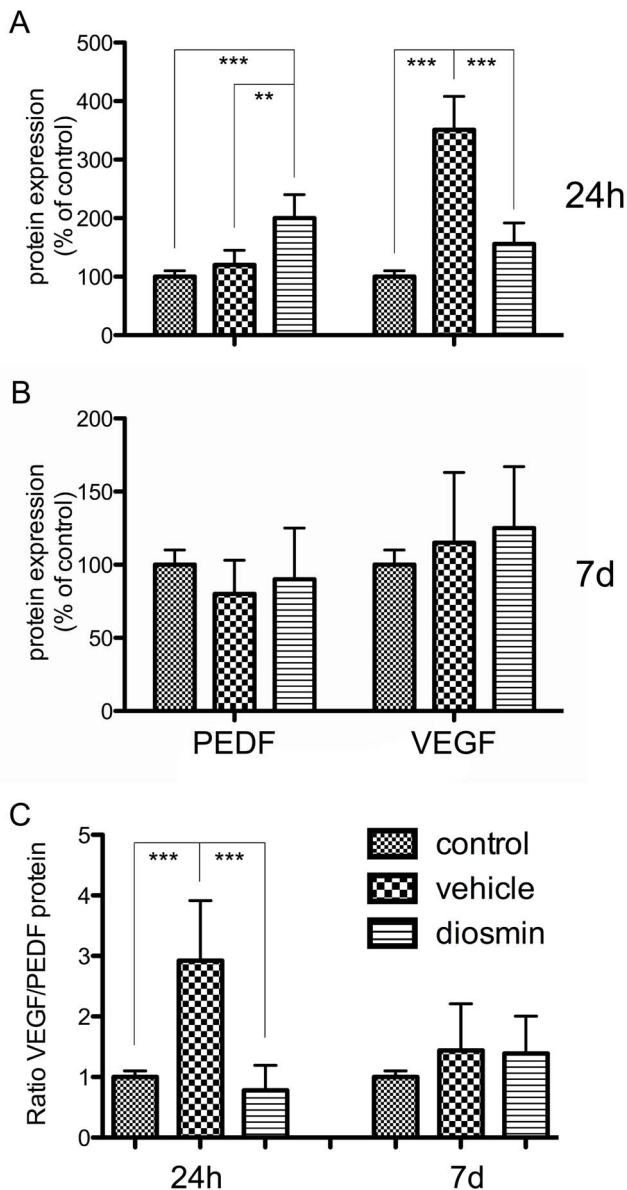 A
protein expression
(% of control)
500
400
300
200
100
0
***
**
*** ***
24h
B
protein expression
(% of control)
200
150
100
50
0
7d
PEDF VEGF
C
Ratio VEGF/PEDF protein
5
4
3
2
1
0
*** ***
control
vehicle
diosmin
24h 7d